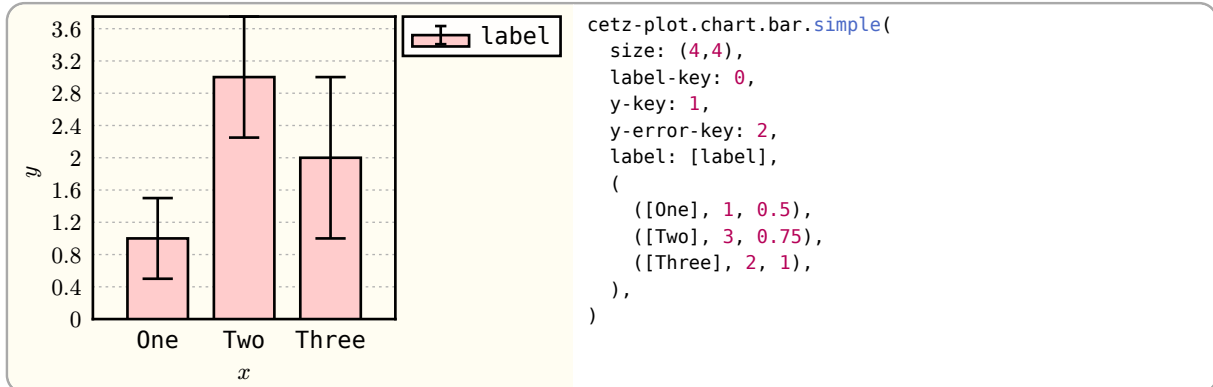 3.6
3.2
2.8
2.4
2
1.6
1.2
0.8
0.4
0
y
One Two Three
x
label
cetz-plot.chart.bar.simple(
  size: (4,4),
  label-key: 0,
  y-key: 1,
  y-error-key: 2,
  label: [label],
  (
    ([One], 1, 0.5),
    ([Two], 3, 0.75),
    ([Three], 2, 1),
  ),
)